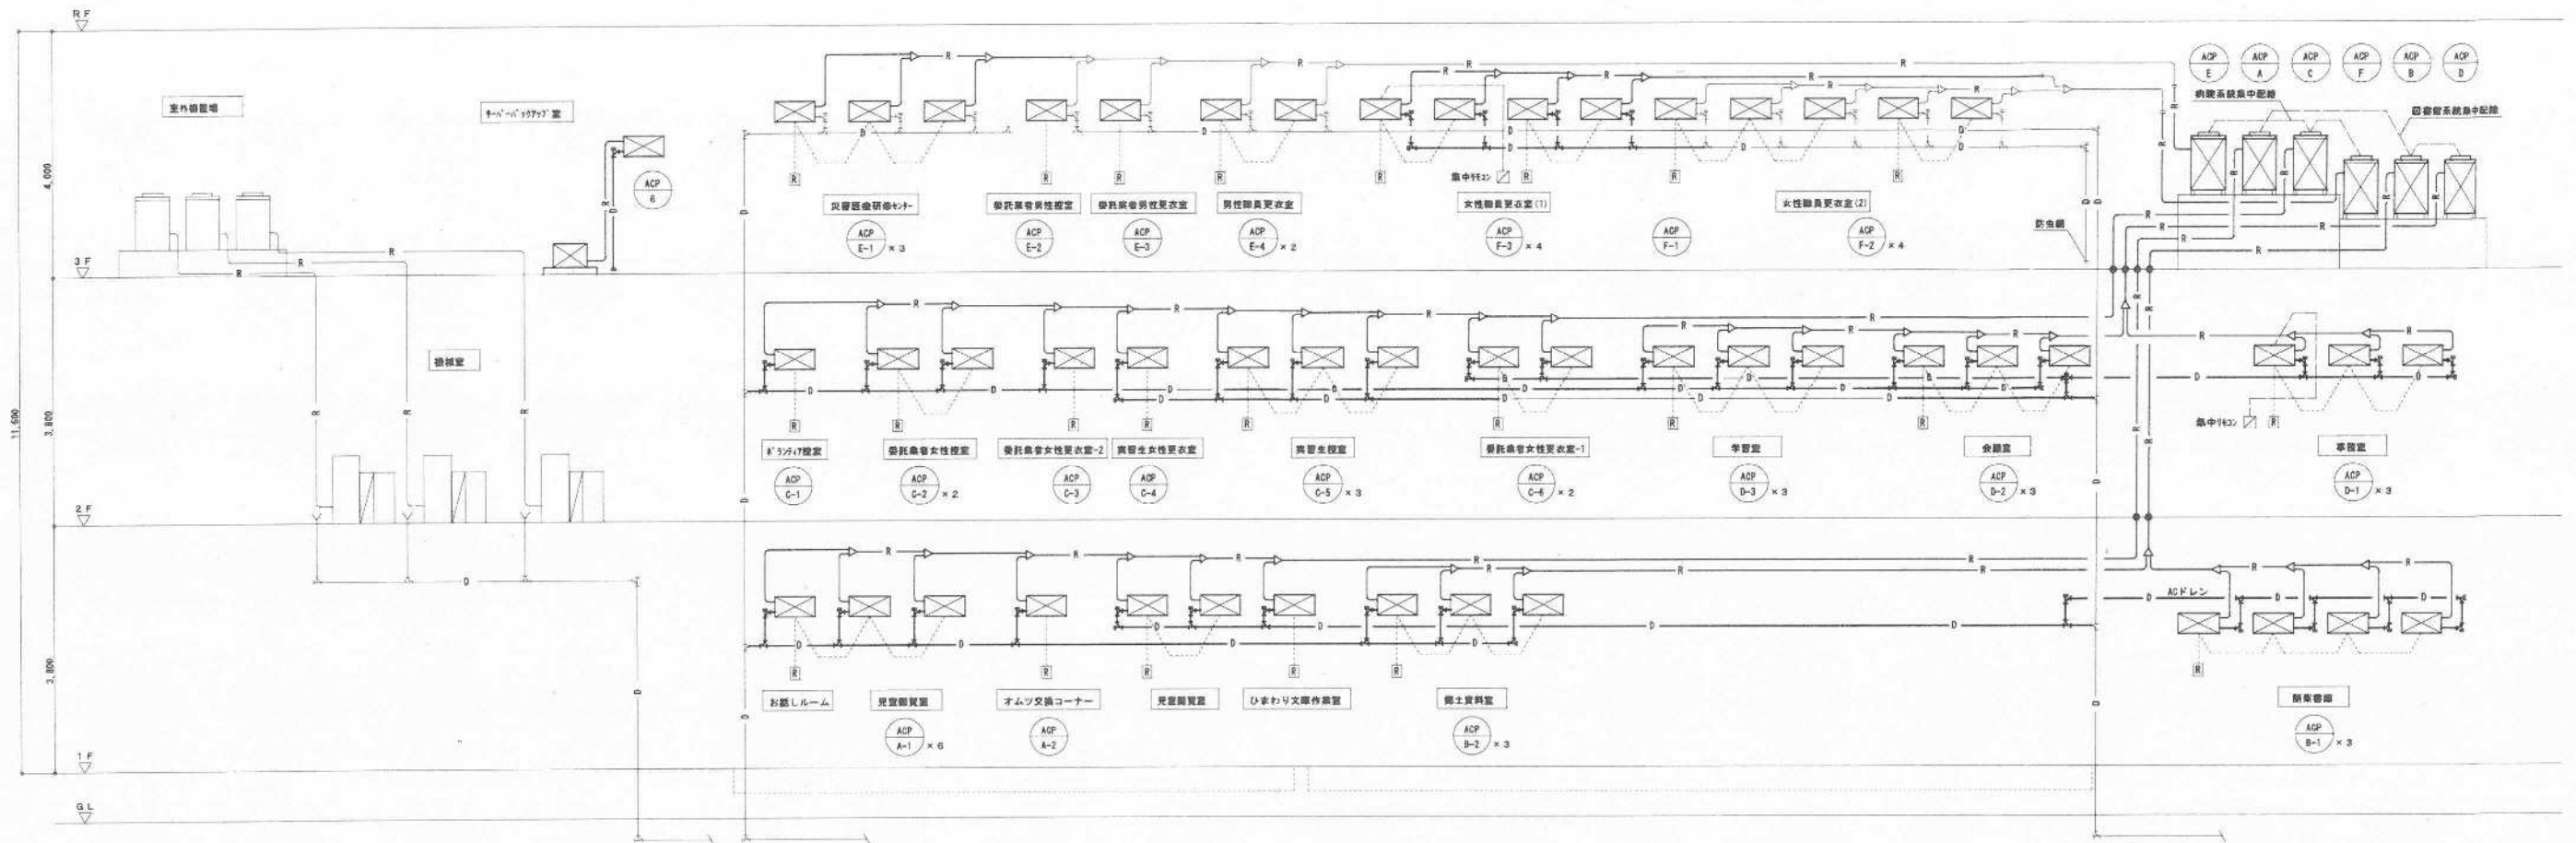 RF
3F
2F
1F
GL
11,600
4,000
3,800
3,800
室外機置場
サーバーバックアップ室
ACP
6
機械室
ACP
E
ACP
A
ACP
C
ACP
F
ACP
B
ACP
D
病院系統集中配線
図書館系統集中配線
防虫網
集中リモコン
災害医療研修センター
ACP
E-1 × 3
委託業者男性控室
ACP
E-2
委託業者男性更衣室
ACP
E-3
男性職員更衣室
ACP
E-4 × 2
女性職員更衣室(1)
ACP
F-3 × 4
ACP
F-1
女性職員更衣室(2)
ACP
F-2 × 4
ボランティア控室
ACP
C-1
委託業者女性控室
ACP
C-2 × 2
委託業者女性更衣室-2
ACP
C-3
実習生女性更衣室
ACP
C-4
実習生控室
ACP
C-5 × 3
委託業者女性更衣室-1
ACP
C-6 × 2
学習室
ACP
D-3 × 3
会議室
ACP
D-2 × 3
集中リモコン R
事務室
ACP
D-1 × 3
お話しルーム
児童閲覧室
ACP
A-1 × 6
オムツ交換コーナー
ACP
A-2
児童閲覧室
ひまわり文庫作業室
郷土資料室
ACP
B-2 × 3
ACドレン
閉架書庫
ACP
B-1 × 3